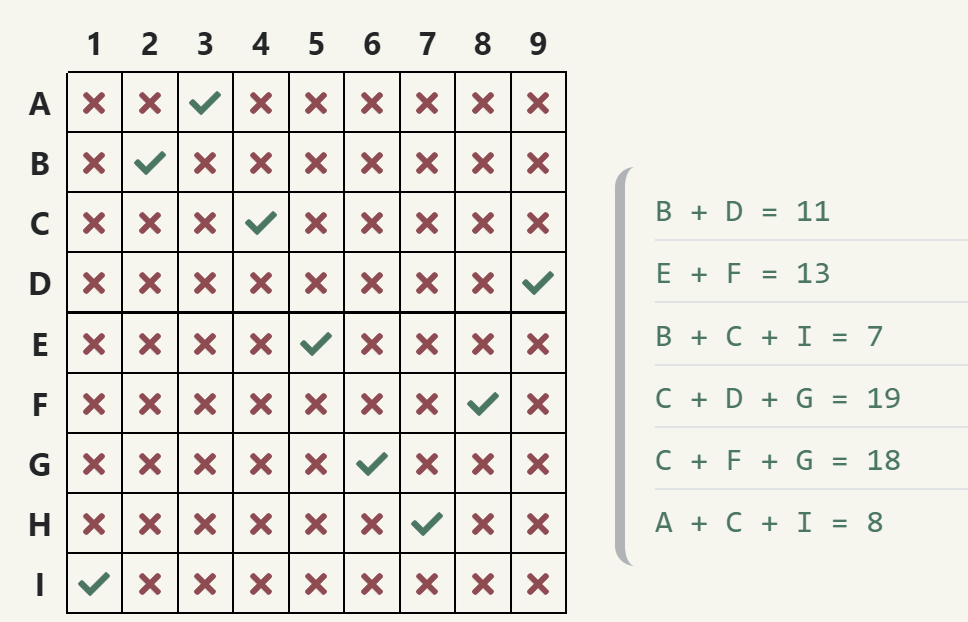 1 2 3 4 5 6 7 8 9
A
B
C
D
E
F
G
H
I
B + D = 11
E + F = 13
B + C + I = 7
C + D + G = 19
C + F + G = 18
A + C + I = 8